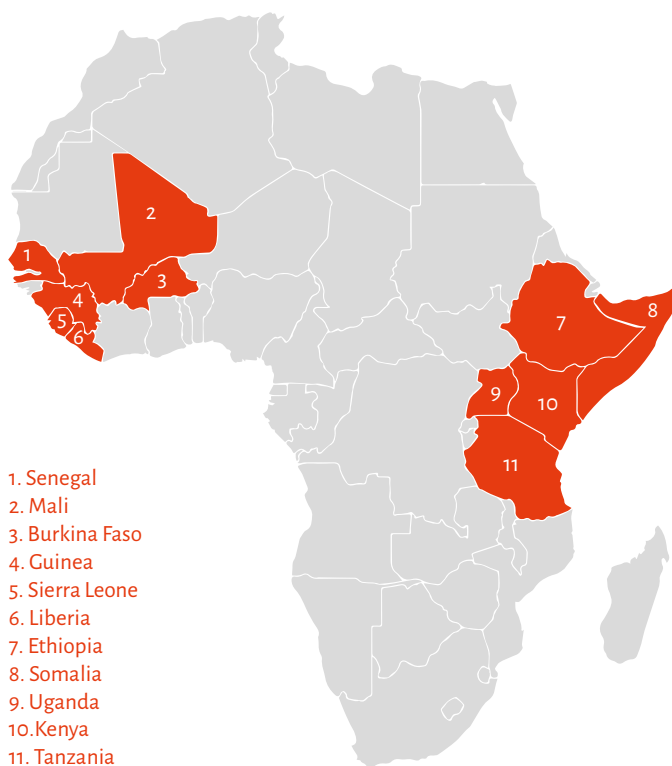 1
2
3
4
5
6
7
8
9
10
11
1. Senegal
2. Mali
3. Burkina Faso
4. Guinea
5. Sierra Leone
6. Liberia
7. Ethiopia
8. Somalia
9. Uganda
10.Kenya
11. Tanzania